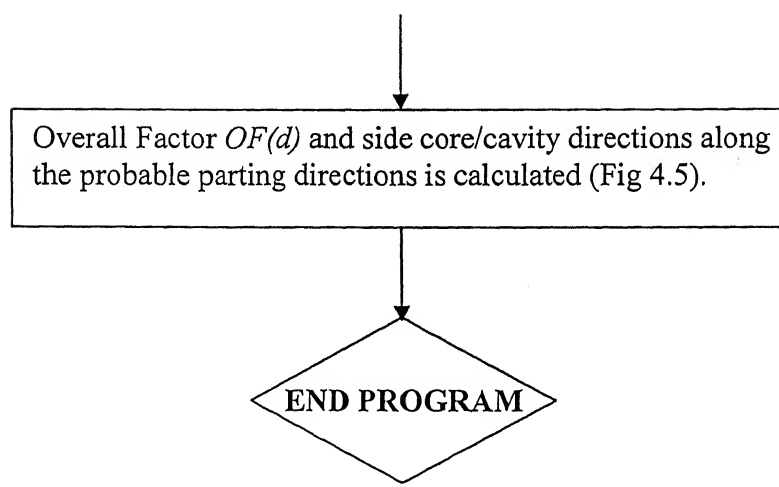 Overall Factor OF(d) and side core/cavity directions along
the probable parting directions is calculated (Fig 4.5).
END PROGRAM